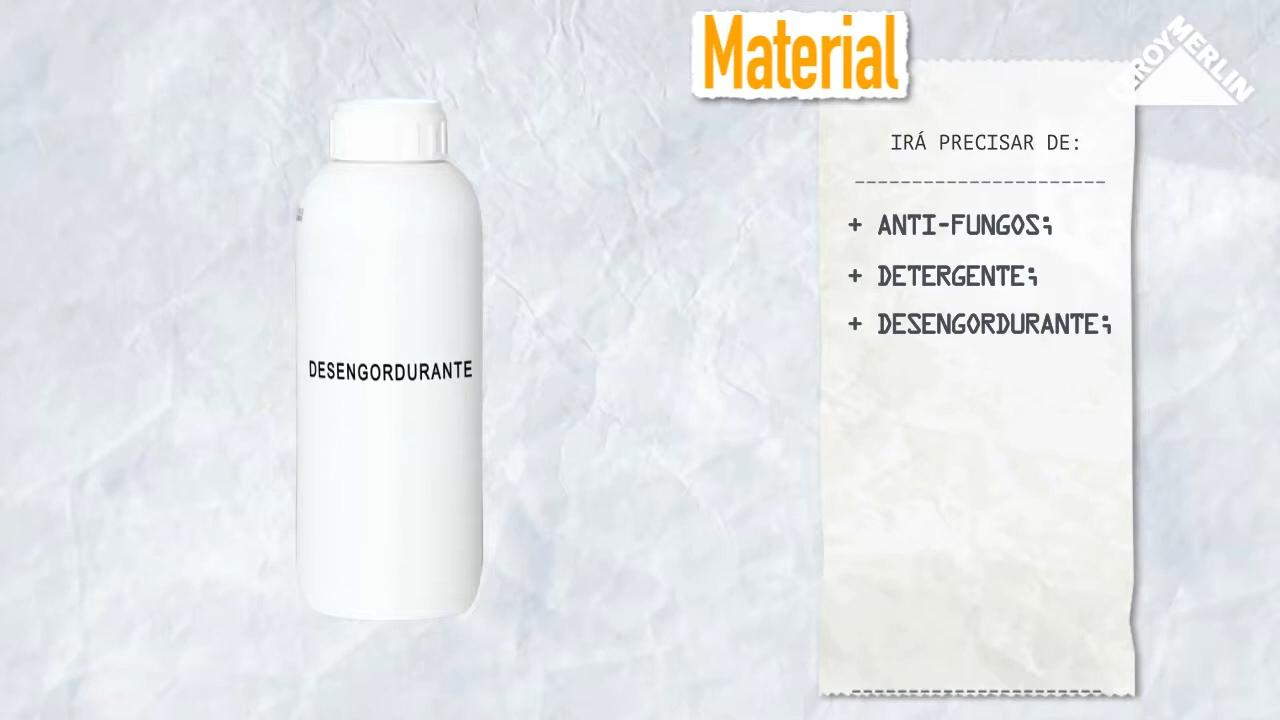 Material
LEROY MERLIN
IRÁ PRECISAR DE:
+ ANTI-FUNGOS;
+ DETERGENTE;
+ DESENGORDURANTE;
DESENGORDURANTE